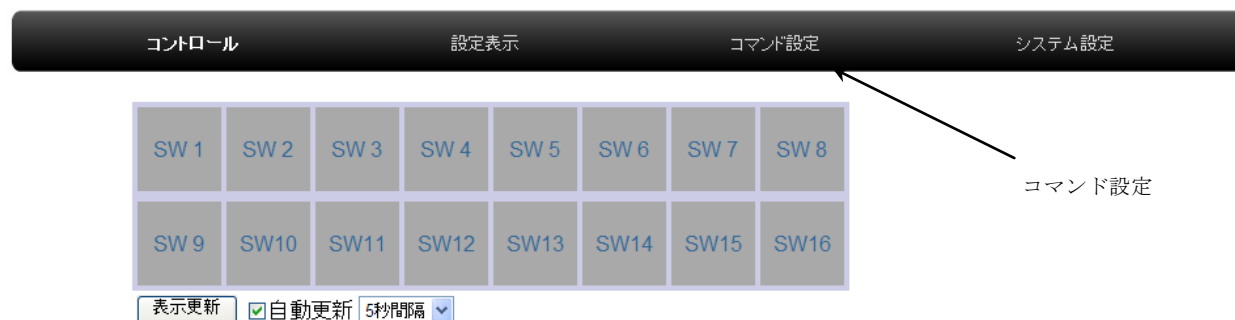 コントロール 設定表示 コマンド設定 システム設定
SW 1 SW 2 SW 3 SW 4 SW 5 SW 6 SW 7 SW 8
コマンド設定
SW 9 SW10 SW11 SW12 SW13 SW14 SW15 SW16
表示更新 自動更新 5秒間隔